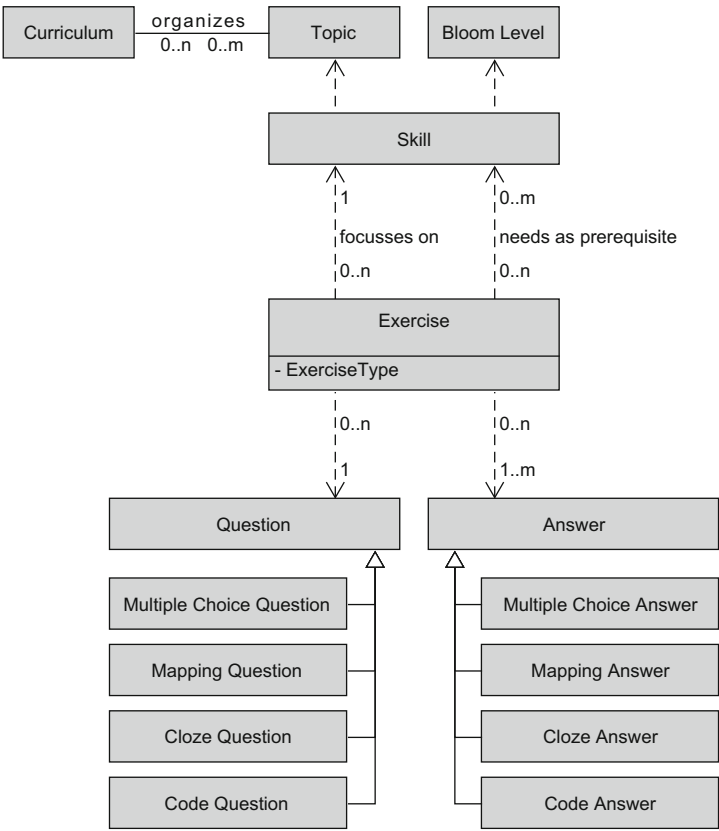 Curriculum
organizes
0..n 0..m
Topic
Bloom Level
Skill
1
0..m
focusses on
needs as prerequisite
0..n
0..n
Exercise
- ExerciseType
0..n
0..n
1
1..m
Question
Answer
Multiple Choice Question
Multiple Choice Answer
Mapping Question
Mapping Answer
Cloze Question
Cloze Answer
Code Question
Code Answer